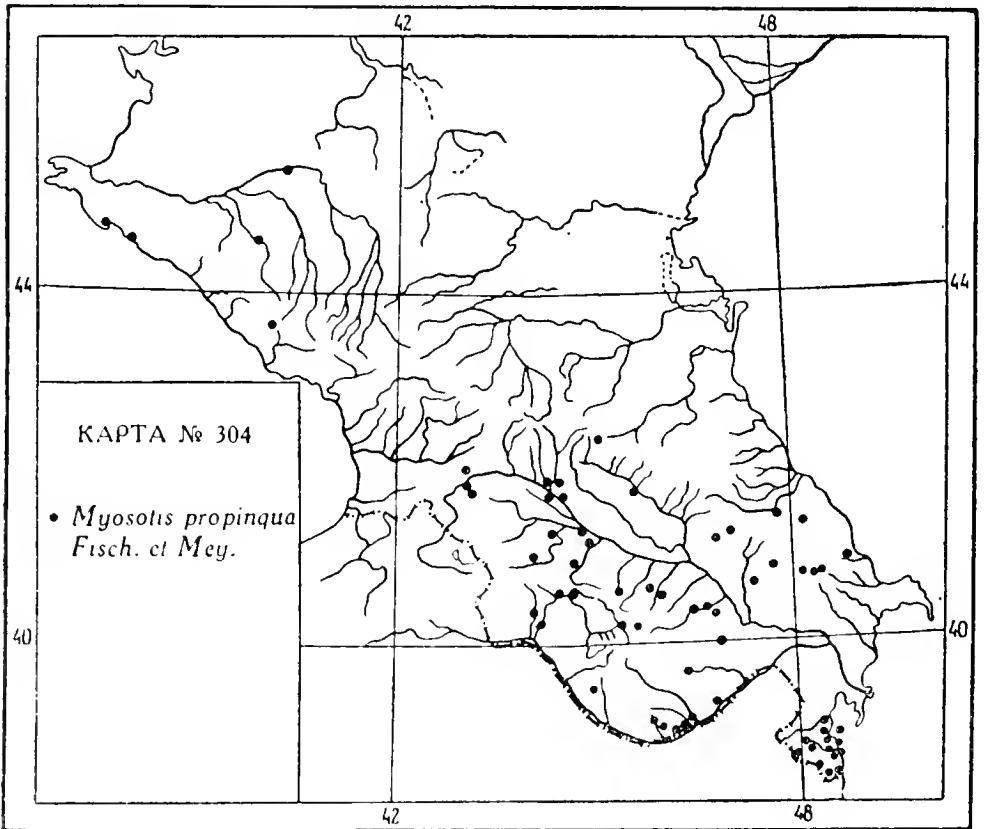 42 48
44 44
КАРТА № 304
• Myosotis propinqua
Fisch. et Mey.
40 40
42 48